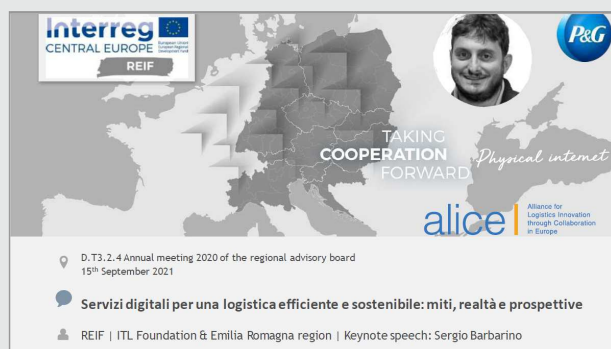 Interreg
CENTRAL EUROPE
European Union
European Regional
Development Fund
REIF
P&G
TAKING
COOPERATION
FORWARD
Physical internet
alice
Alliance for
Logistics Innovation
through Collaboration
in Europe
D.T3.2.4 Annual meeting 2020 of the regional advisory board
15th September 2021
Servizi digitali per una logistica efficiente e sostenibile: miti, realtà e prospettive
REIF | ITL Foundation & Emilia Romagna region | Keynote speech: Sergio Barbarino